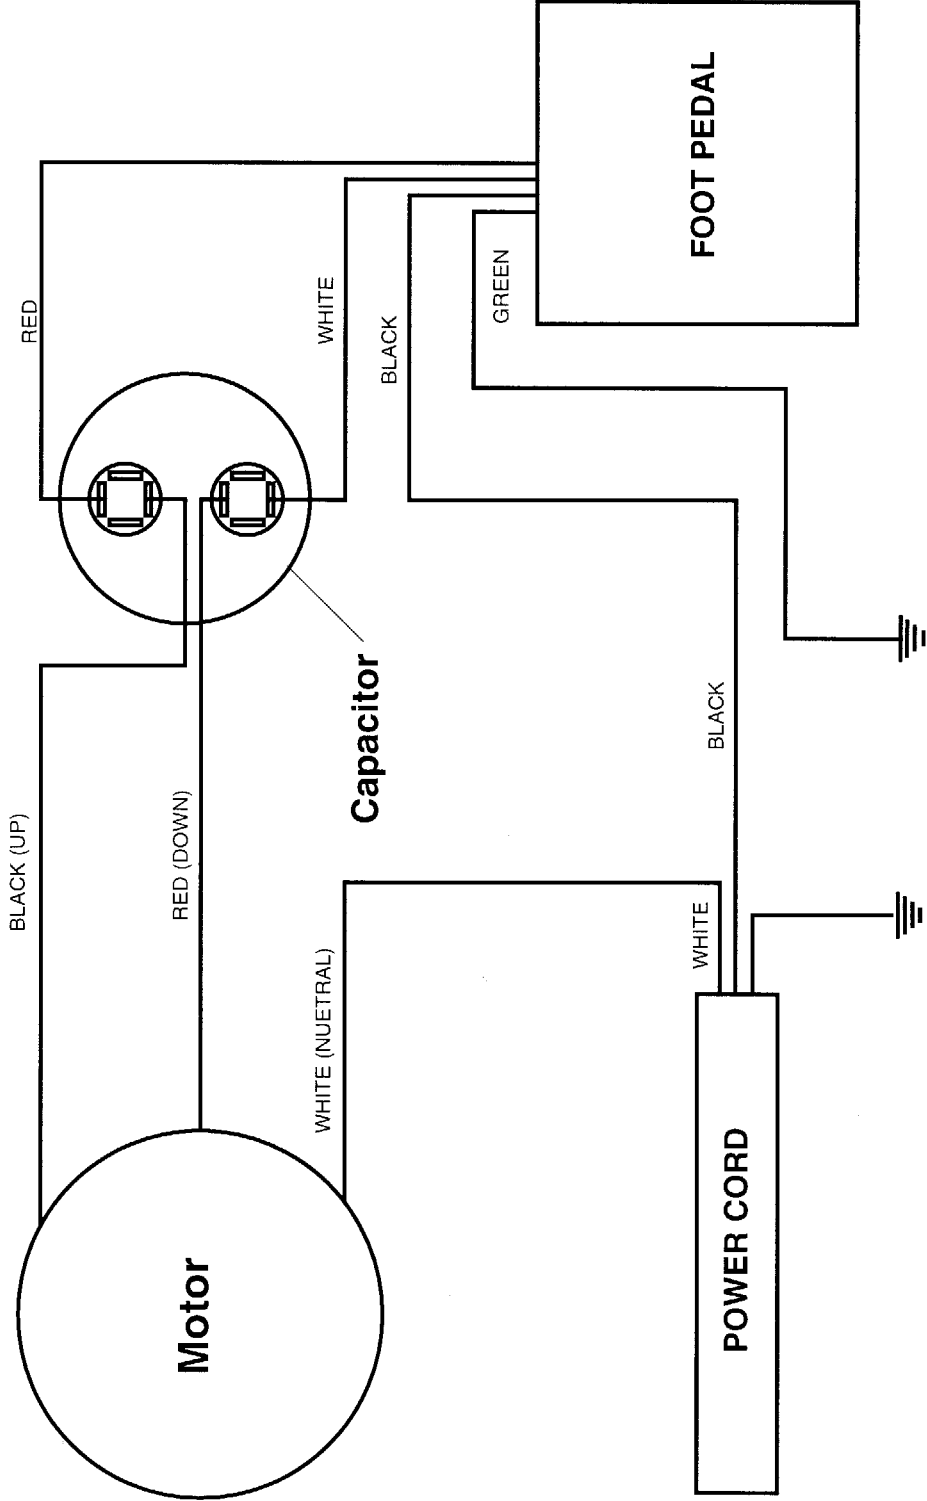 FOOT PEDAL
RED
WHITE
BLACK
GREEN
Capacitor
BLACK
BLACK (UP)
RED (DOWN)
WHITE (NUETRAL)
WHITE
Motor
POWER CORD